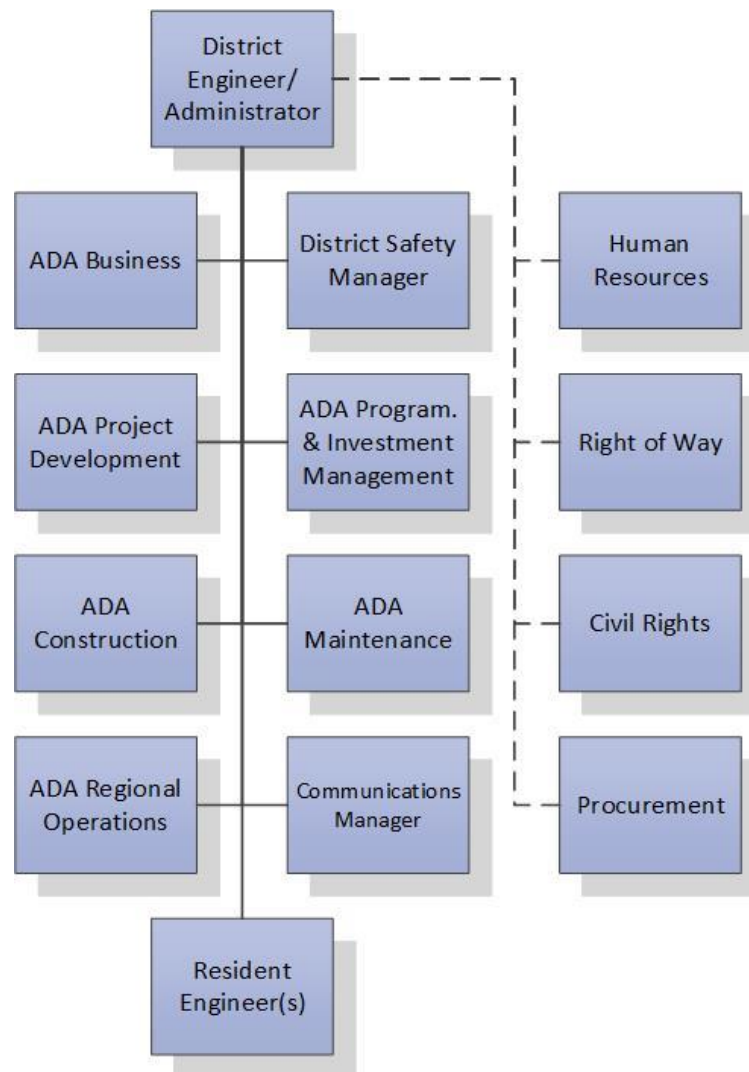 District
Engineer/
Administrator
ADA Business
District Safety
Manager
Human
Resources
ADA Project
Development
ADA Program.
& Investment
Management
Right of Way
ADA
Construction
ADA
Maintenance
Civil Rights
ADA Regional
Operations
Communications
Manager
Procurement
Resident
Engineer(s)